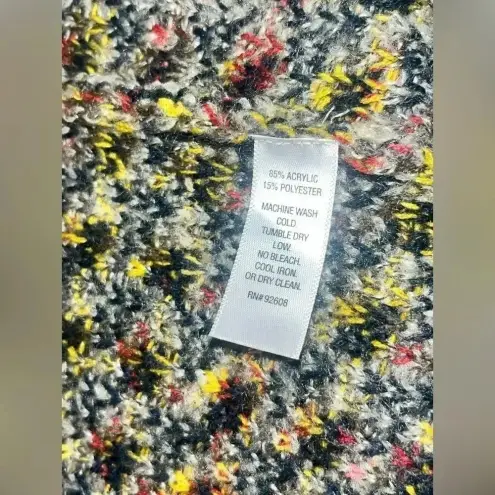 85% ACRYLIC
15% POLYESTER
MACHINE WASH
COLD.
TUMBLE DRY
LOW.
NO BLEACH.
COOL IRON.
OR DRY CLEAN.
RN# 92608